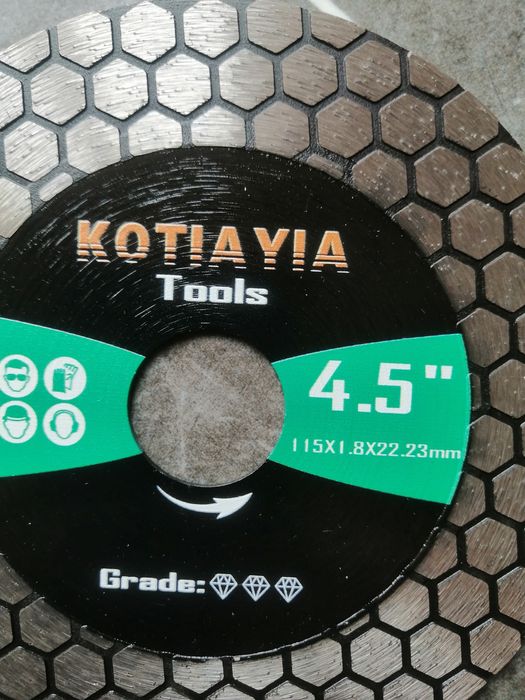 KOTIAYIA
Tools
4.5"
115X1.8X22.23mm
Grade: